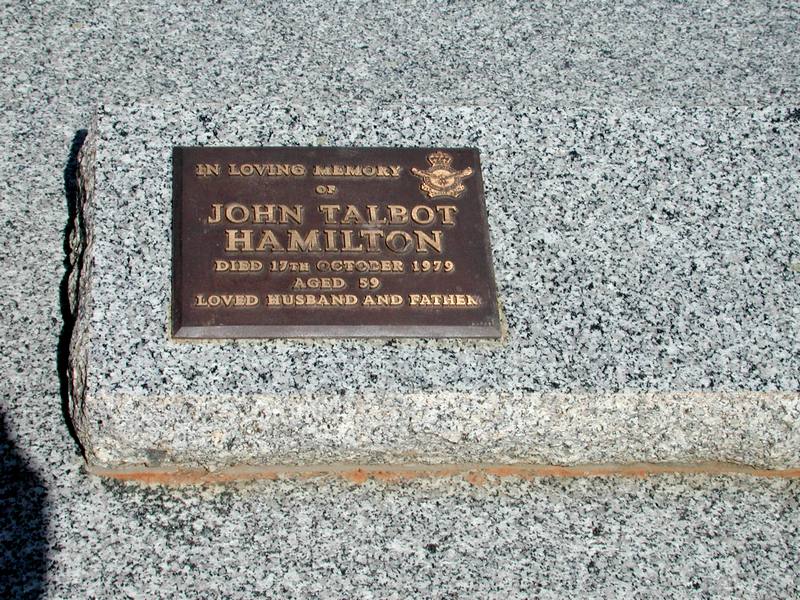 IN LOVING MEMORY
OF
JOHN TALBOT
HAMILTON
DIED 17TH OCTOBER 1979
AGED 59
LOVED HUSBAND AND FATHER